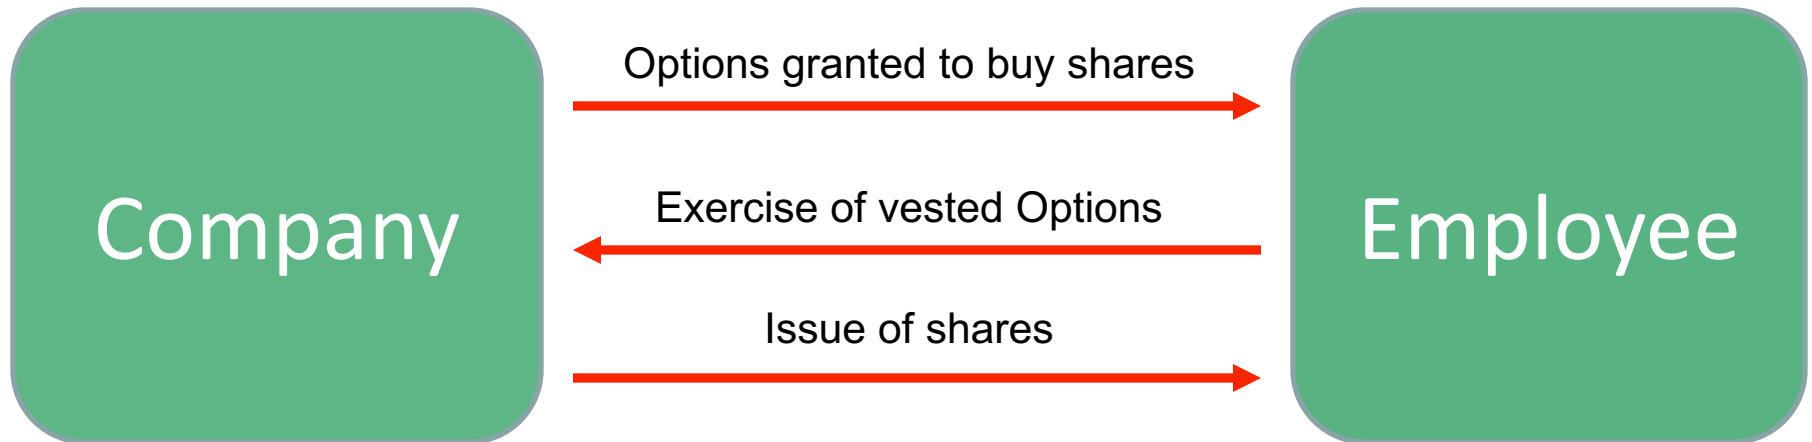 Options granted to buy shares
Company
Exercise of vested Options
Employee
Issue of shares